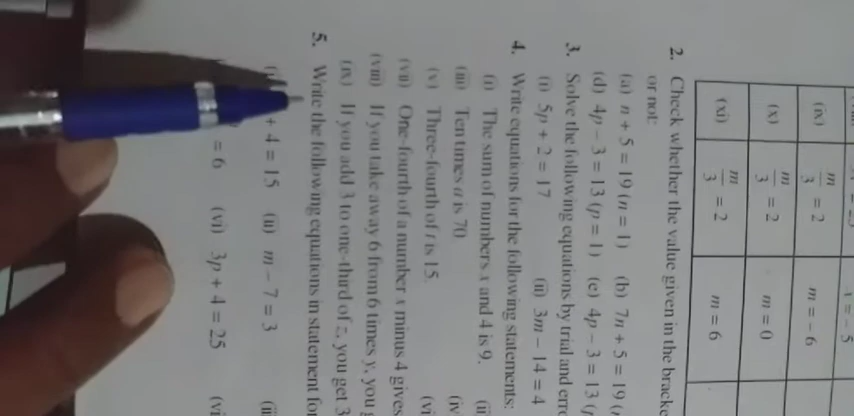 (ix) m/3 = 2 m = – 6
(x) m/3 = 2 m = 0
(xi) m/3 = 2 m = 6
2. Check whether the value given in the
or not:
(a) n + 5 = 19 (n = 1) (b) 7n + 5 = 19
(d) 4p – 3 = 13 (p = 1) (e) 4p – 3 = 13
3. Solve the following equations by trial and
(i) 5p + 2 = 17 (ii) 3m – 14 = 4
4. Write equations for the following statements:
(i) The sum of numbers x and 4 is 9.
(iii) Ten times a is 70
(v) Three-fourth of t is 15.
(vii) One-fourth of a number x minus 4 gives
(viii) If you take away 6 from 6 times y, you
(ix) If you add 3 to one-third of z, you get 3
5. Write the following equations in statement
+ 4 = 15 (ii) m – 7 = 3
= 6 (vi) 3p + 4 = 25